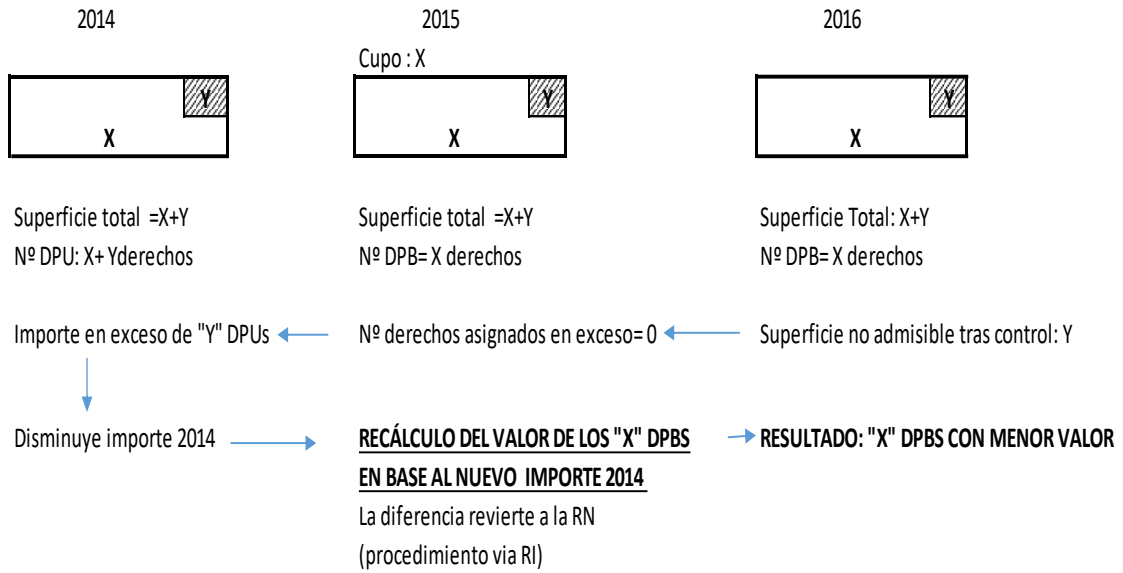 2014
2015
2016
Cupo : X
Y
X
Y
X
Y
X
Superficie total =X+Y
Superficie total =X+Y
Superficie Total: X+Y
Nº DPU: X+ Yderechos
Nº DPB= X derechos
Nº DPB= X derechos
Importe en exceso de "Y" DPUs
Nº derechos asignados en exceso= 0
Superficie no admisible tras control: Y
Disminuye importe 2014
RECÁLCULO DEL VALOR DE LOS "X" DPBS
EN BASE AL NUEVO IMPORTE 2014
La diferencia revierte a la RN
(procedimiento via RI)
RESULTADO: "X" DPBS CON MENOR VALOR